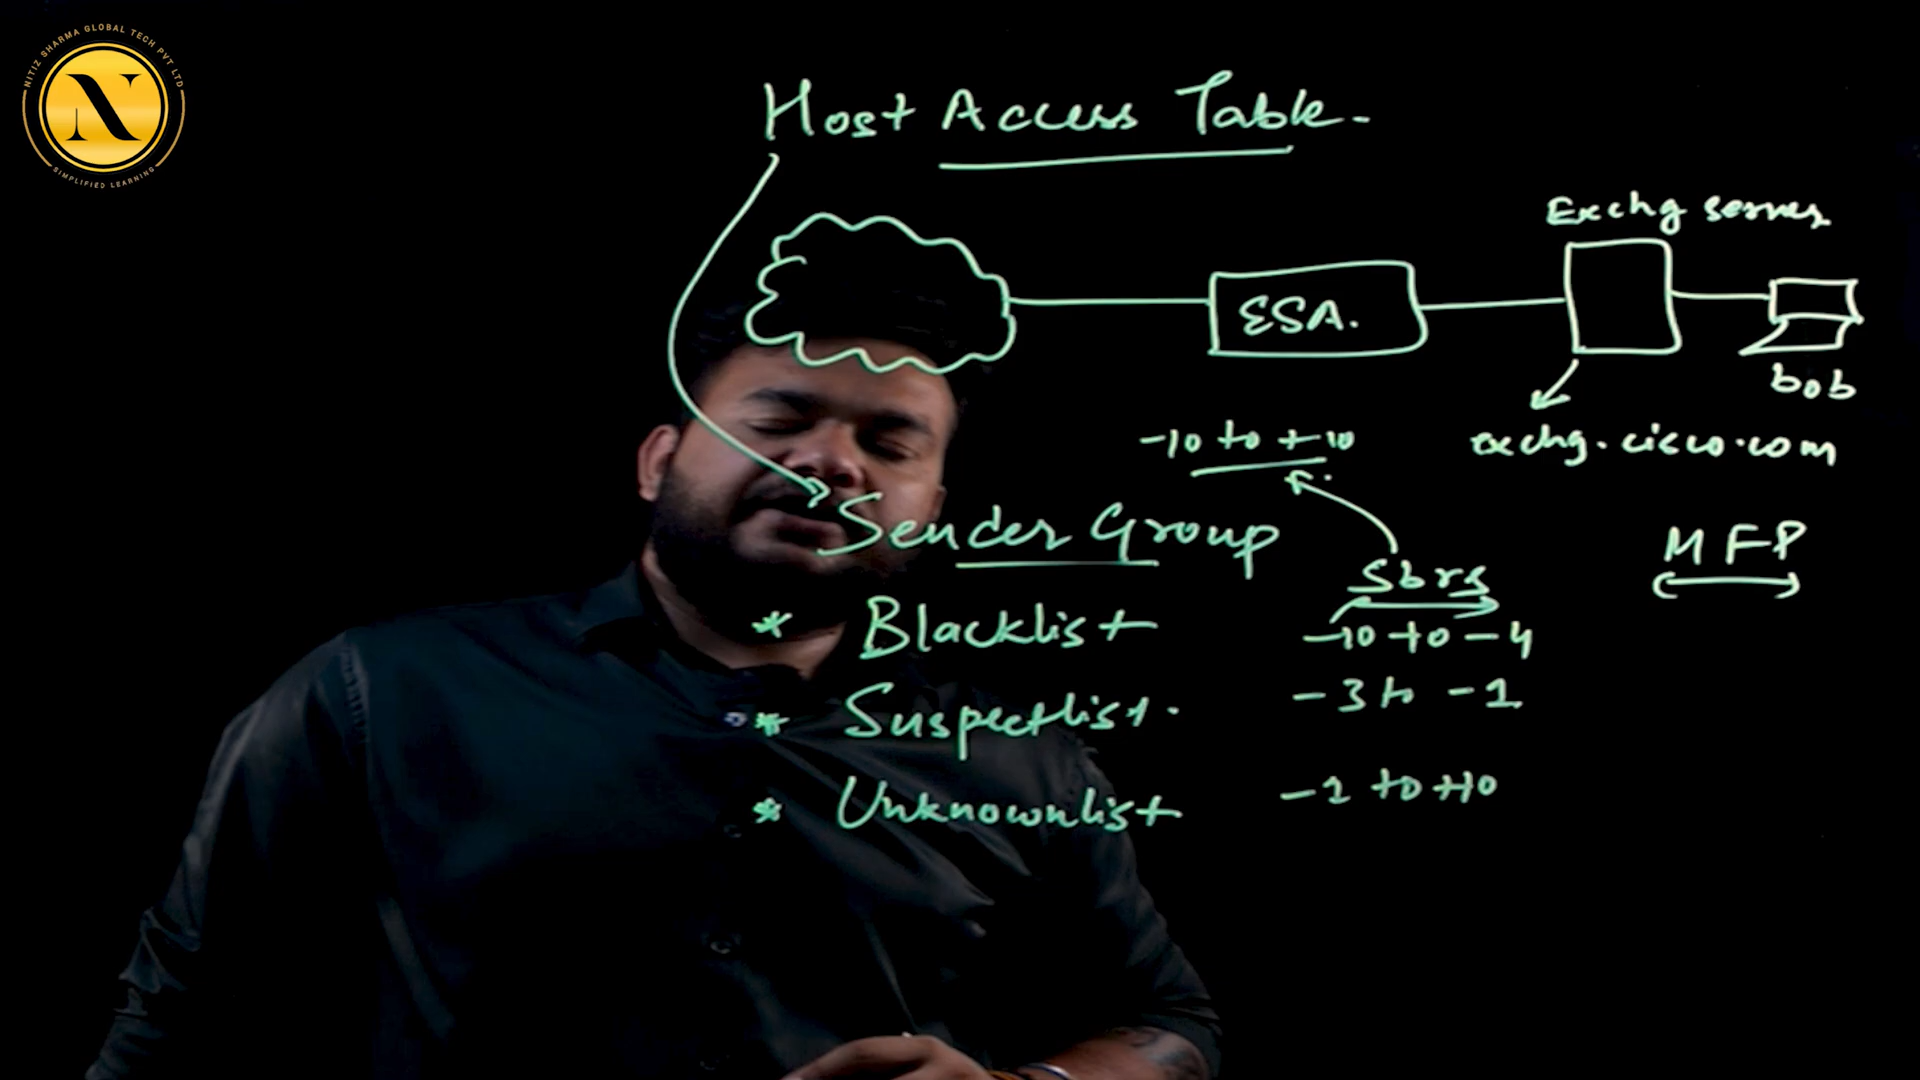 NITIZ SHARMA GLOBAL TECH PVT LTD
N
SIMPLIFIED LEARNING
Host Access Table.
Exchg server
ESA.
bob
-10 to +10
exchg.cisco.com
Sender Group
MFP
Sbrs
* Blacklist -10 to -4
* Suspectlist. -3 to -1
* Unknownlist -1 to +10